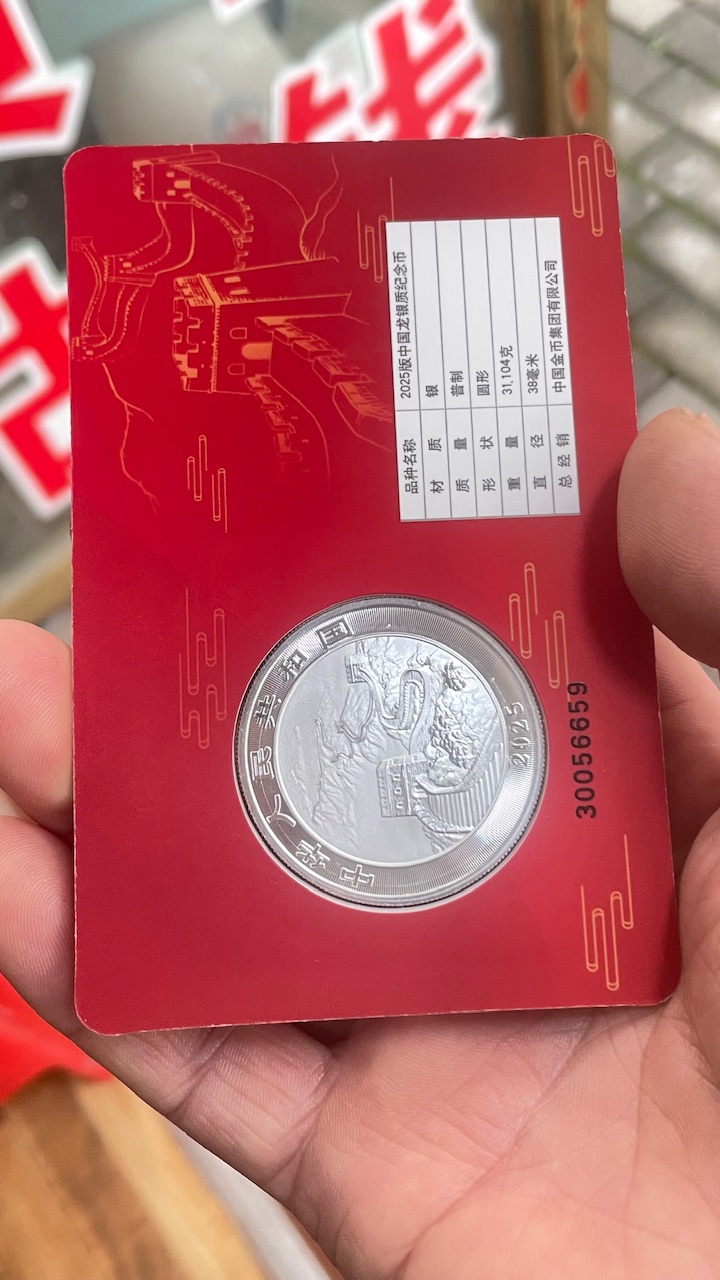 品种名称 2025版中国龙银质纪念币
材质 银
质量 普制
形状 圆形
重量 31.104克
直径 38毫米
总经销 中国金币集团有限公司
中华人民共和国
2025
30056659
钱